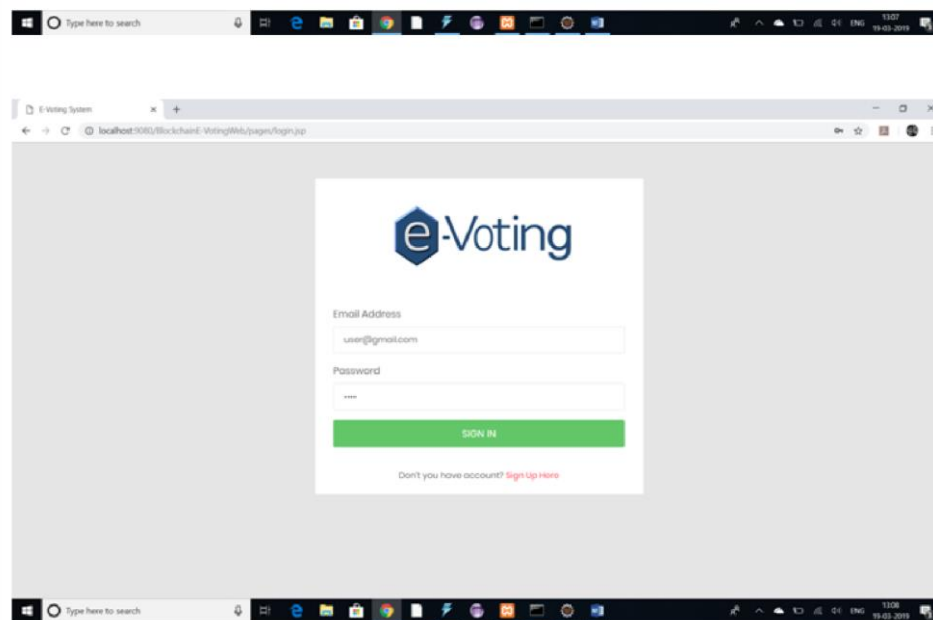 Type here to search
ENG
13:07
19-03-2019
E-Voting System
localhost:9080/BlockchainE-VotingWeb/pages/login.jsp
e-Voting
Email Address
user@gmail.com
Password
••••
SIGN IN
Don't you have account? Sign Up Here
Type here to search
ENG
13:08
19-03-2019